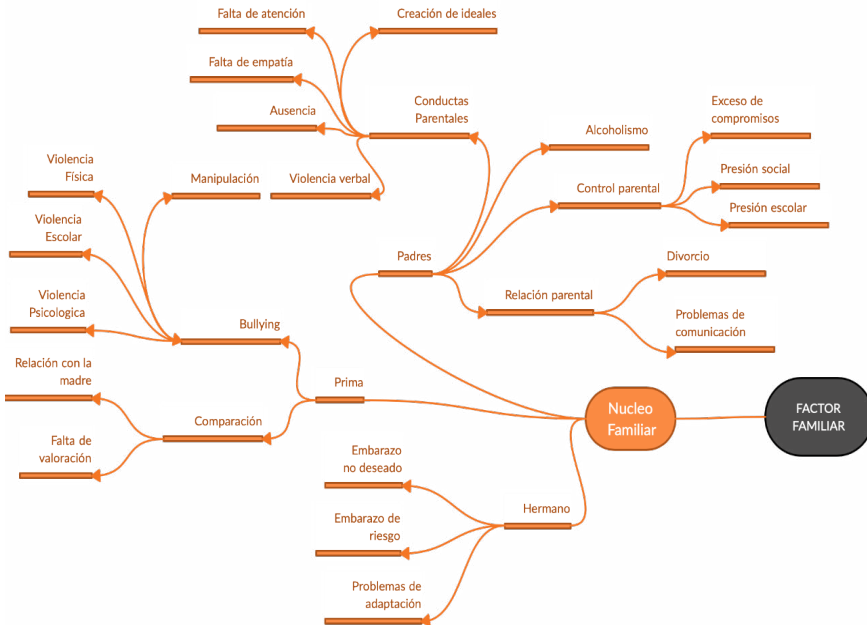 Falta de atención
Creación de ideales
Falta de empatía
Ausencia
Conductas
Parentales
Violencia verbal
Alcoholismo
Exceso de
compromisos
Control parental
Presión social
Presión escolar
Violencia
Física
Manipulación
Violencia
Escolar
Violencia
Psicologica
Bullying
Padres
Relación parental
Divorcio
Problemas de
comunicación
Relación con la
madre
Comparación
Prima
Falta de
valoración
Nucleo
Familiar
FACTOR
FAMILIAR
Embarazo
no deseado
Embarazo de
riesgo
Hermano
Problemas de
adaptación